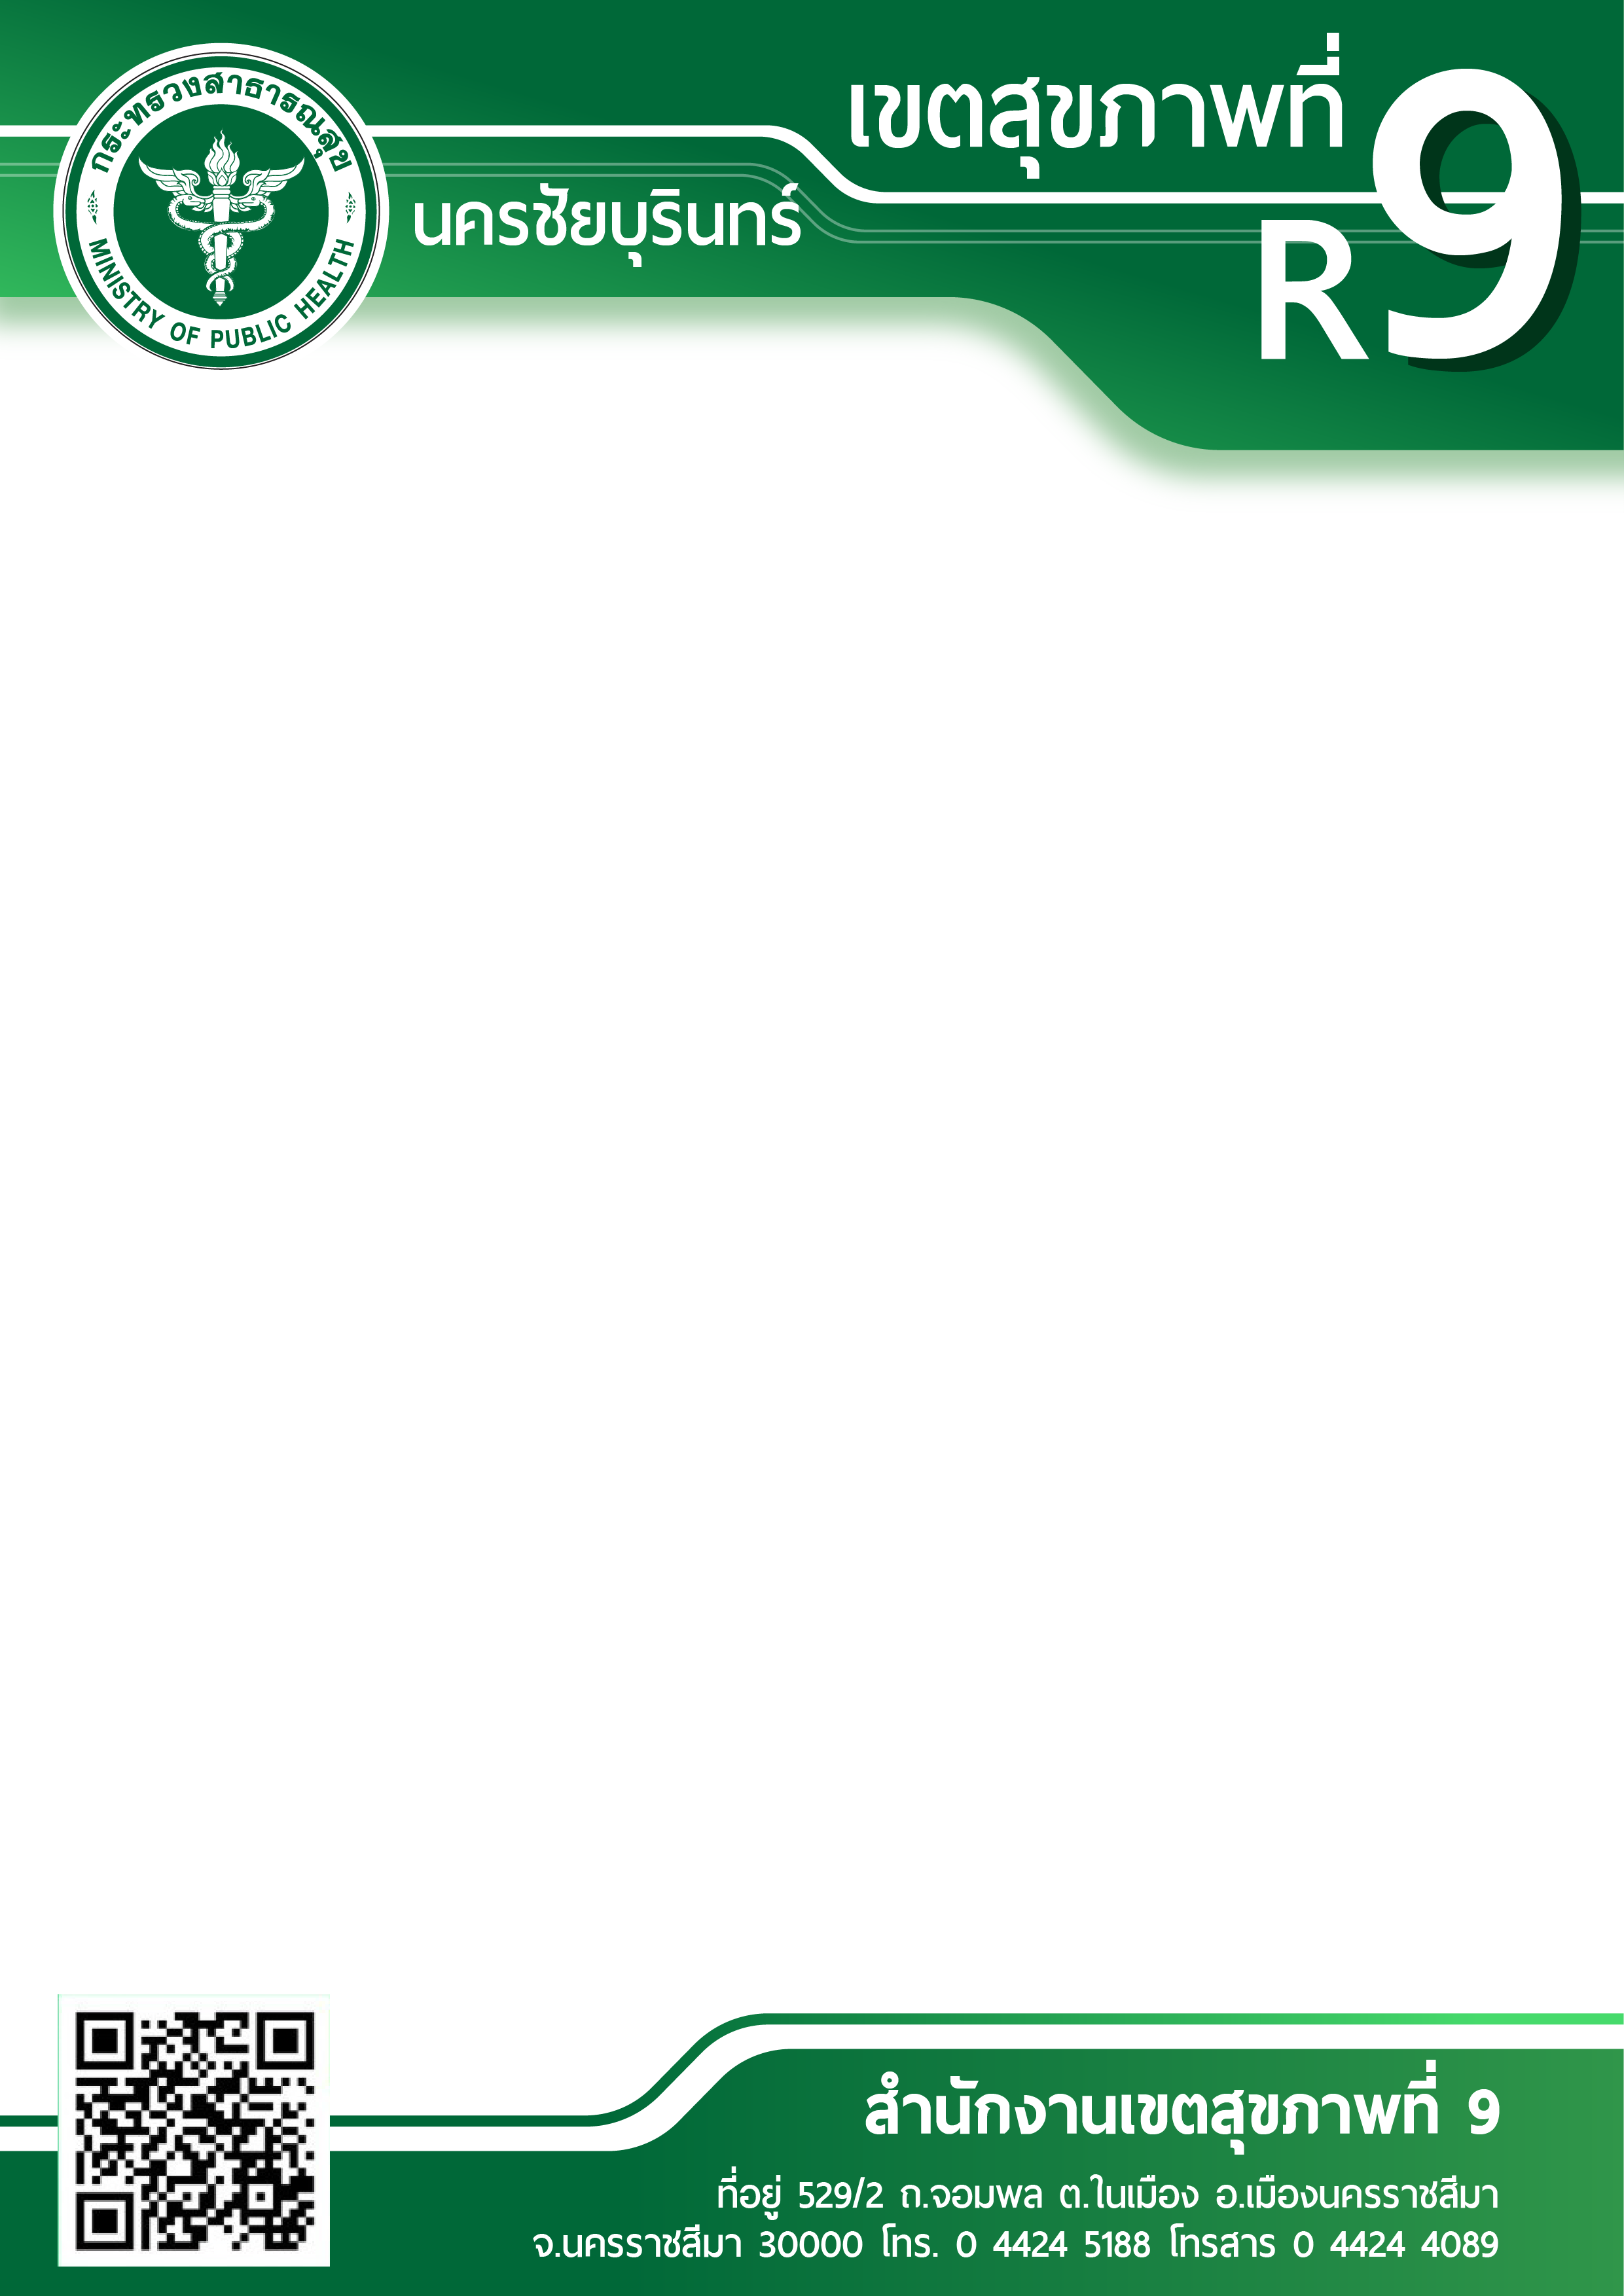 กระทรวงสาธารณสุข
MINISTRY OF PUBLIC HEALTH
นครชัยบุรินทร์
เขตสุขภาพที่
R9
สำนักงานเขตสุขภาพที่ 9
ที่อยู่ 529/2 ถ.จอมพล ต.ในเมือง อ.เมืองนครราชสีมา
จ.นครราชสีมา 30000 โทร. 0 4424 5188 โทรสาร 0 4424 4089